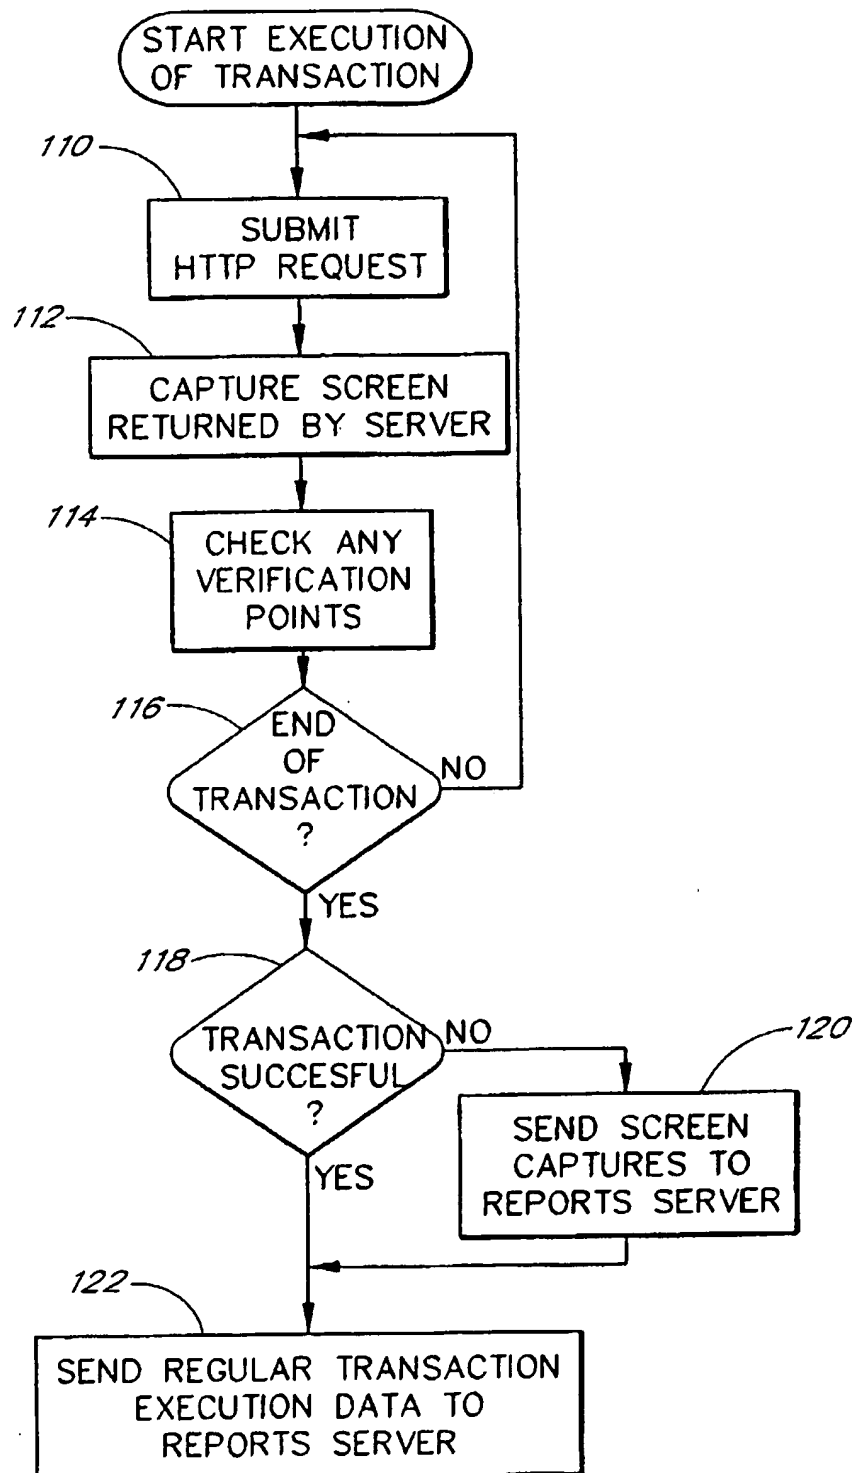 START EXECUTION
OF TRANSACTION
110
SUBMIT
HTTP REQUEST
112
CAPTURE SCREEN
RETURNED BY SERVER
114
CHECK ANY
VERIFICATION
POINTS
116
END
OF
TRANSACTION
?
NO
YES
118
TRANSACTION
SUCCESFUL
?
NO
YES
120
SEND SCREEN
CAPTURES TO
REPORTS SERVER
122
SEND REGULAR TRANSACTION
EXECUTION DATA TO
REPORTS SERVER